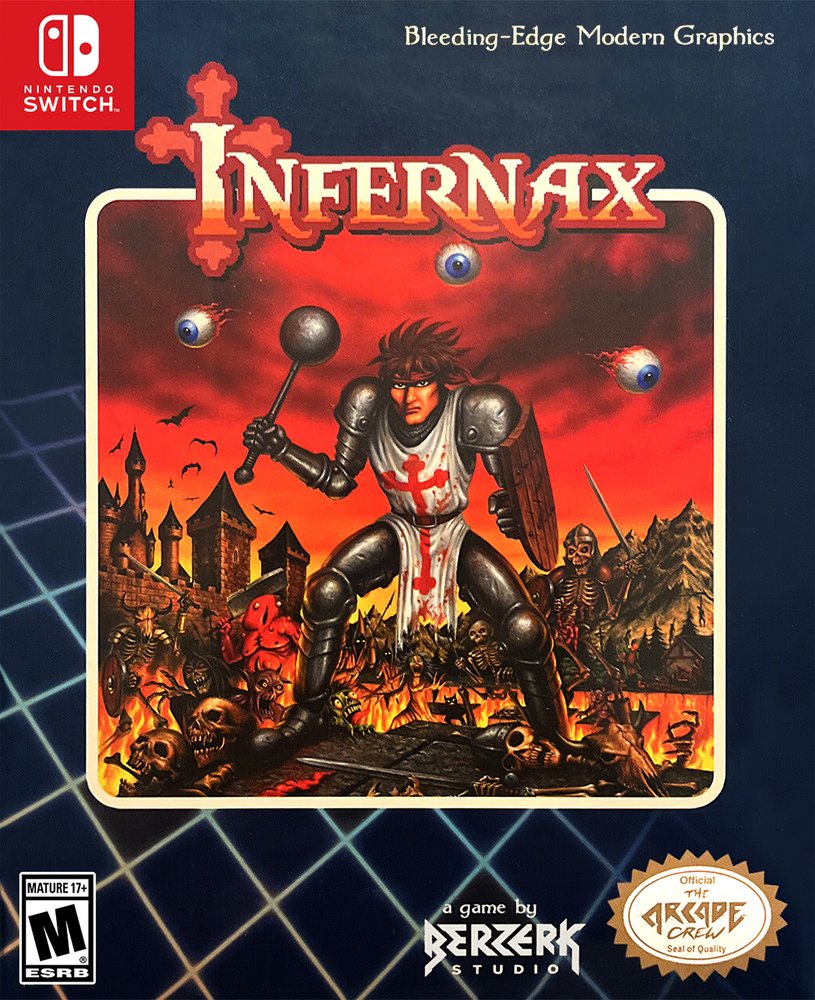 NINTENDO
SWITCH™
Bleeding-Edge Modern Graphics
INFERNAX
MATURE 17+
M
ESRB®
a game by
BERZERK
STUDIO
Official
THE
ARCADE
CREW
Seal of Quality